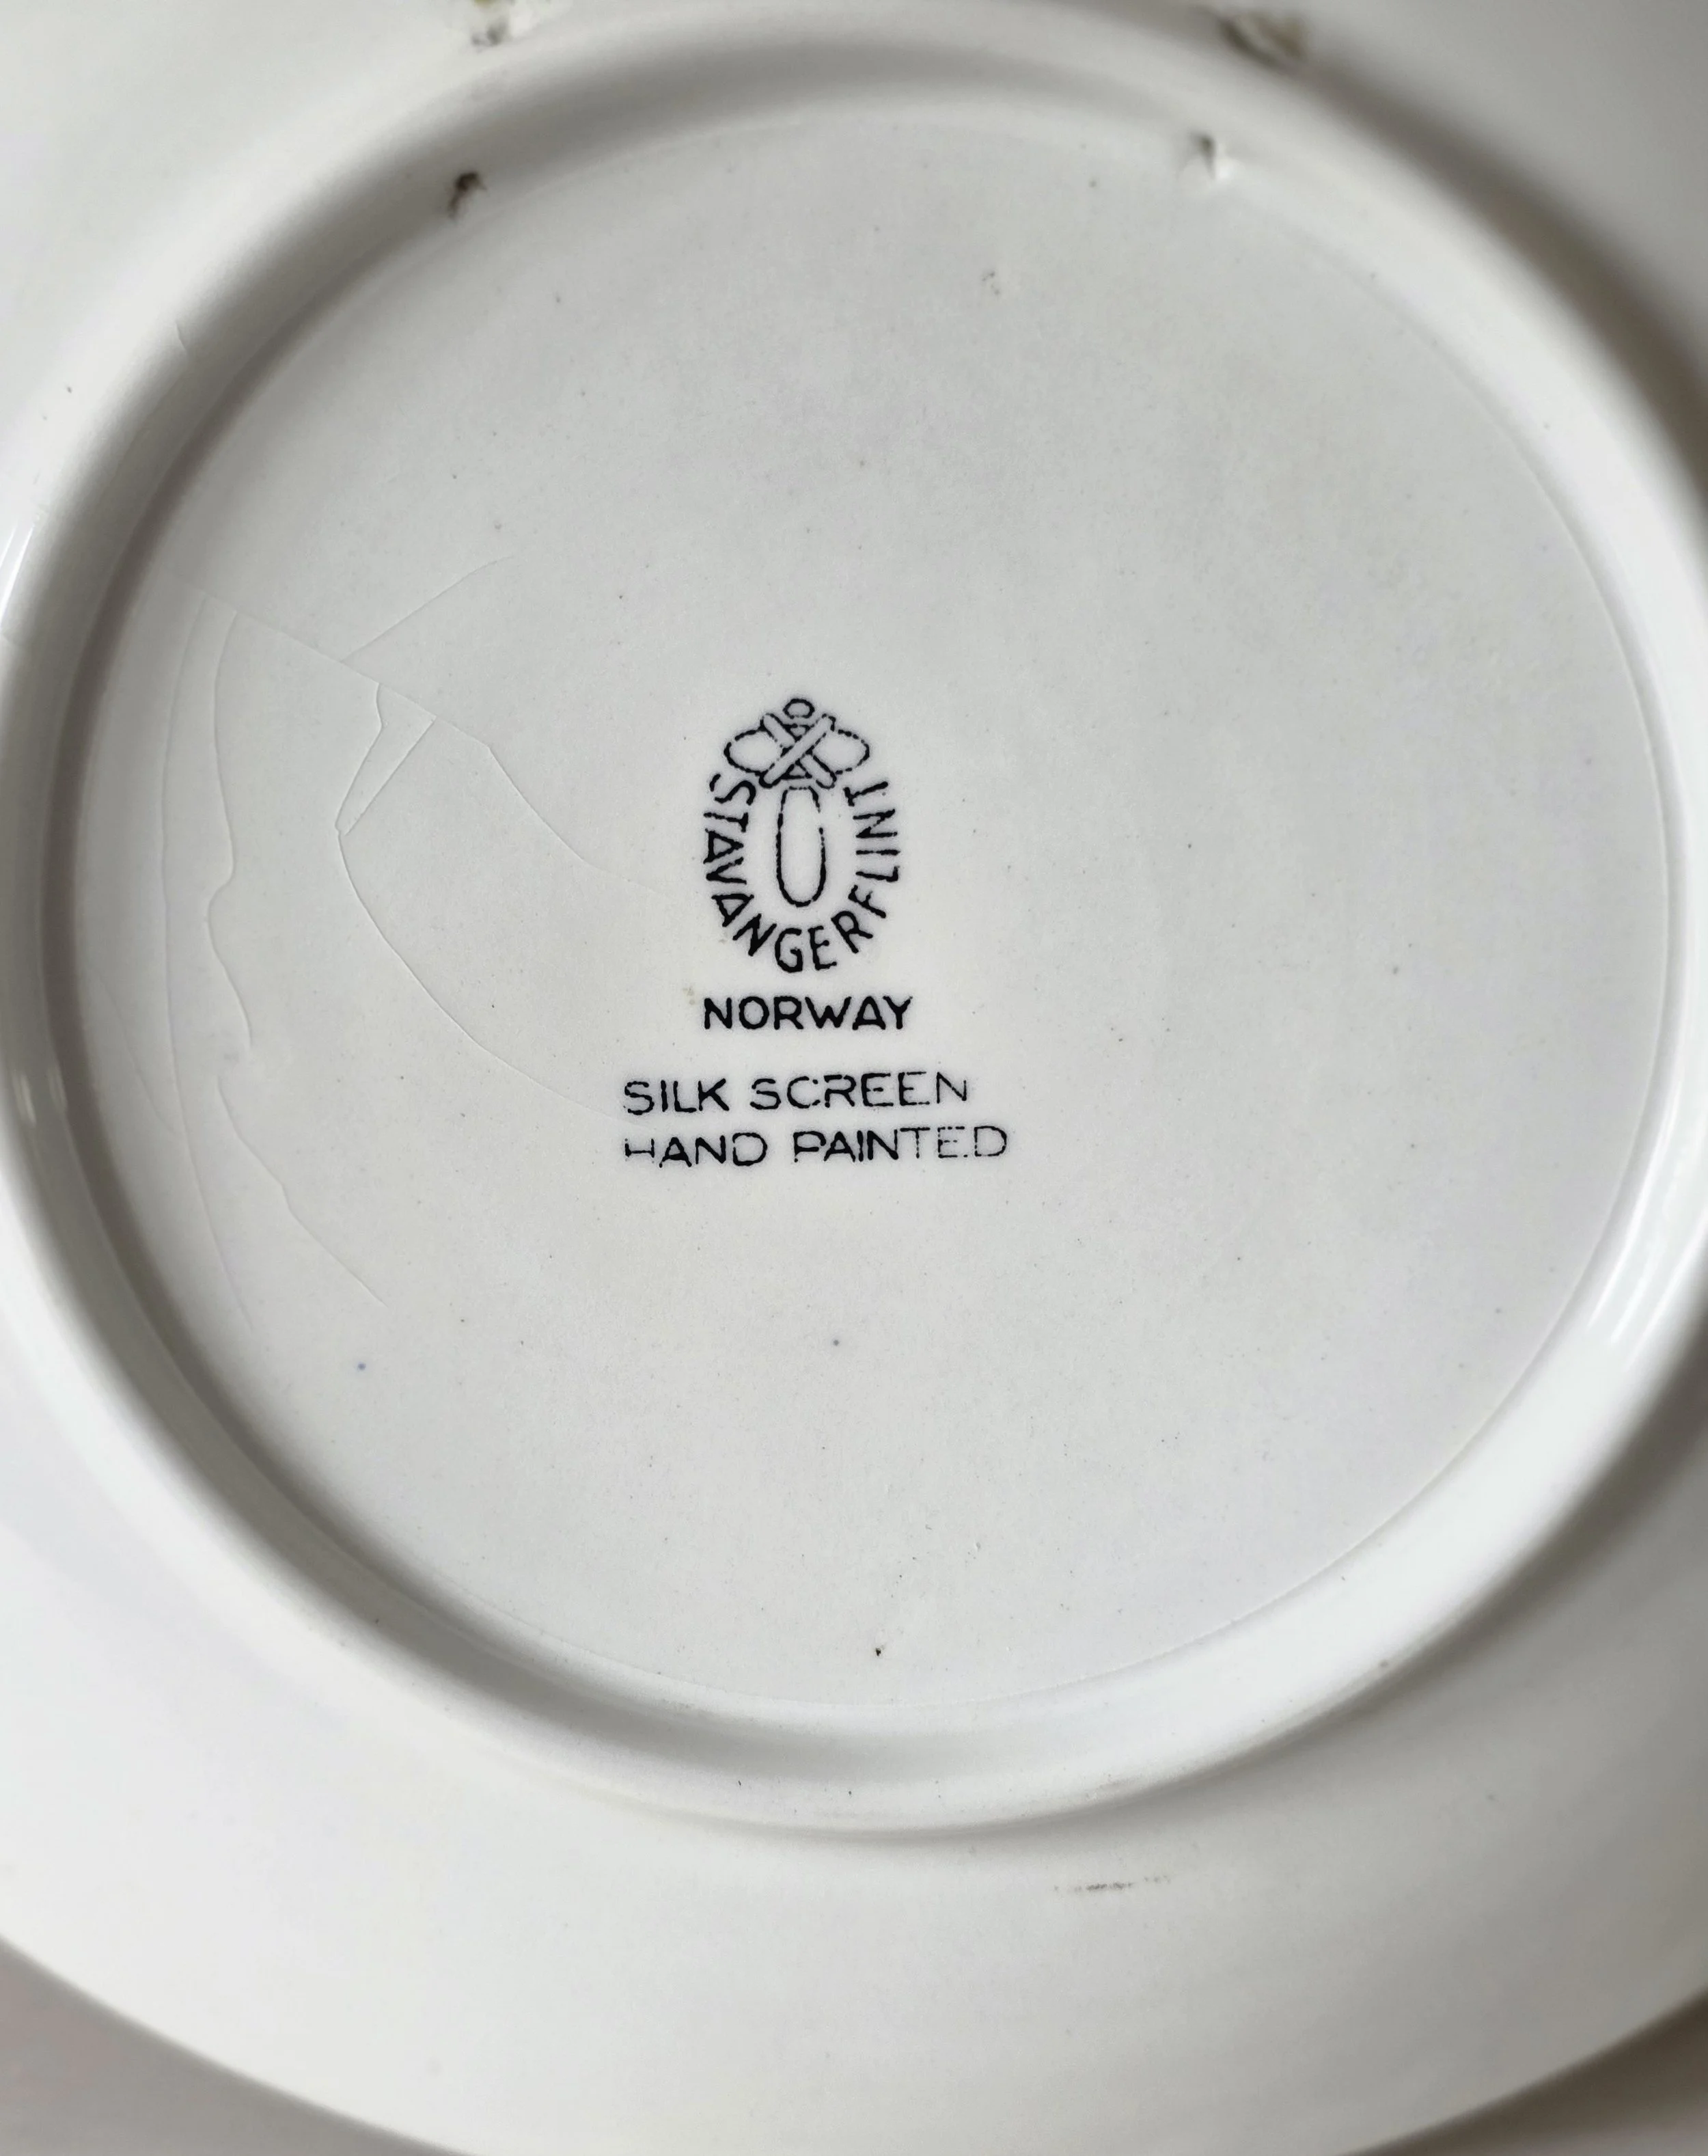 STAVANGERFLINT
NORWAY
SILK SCREEN
HAND PAINTED